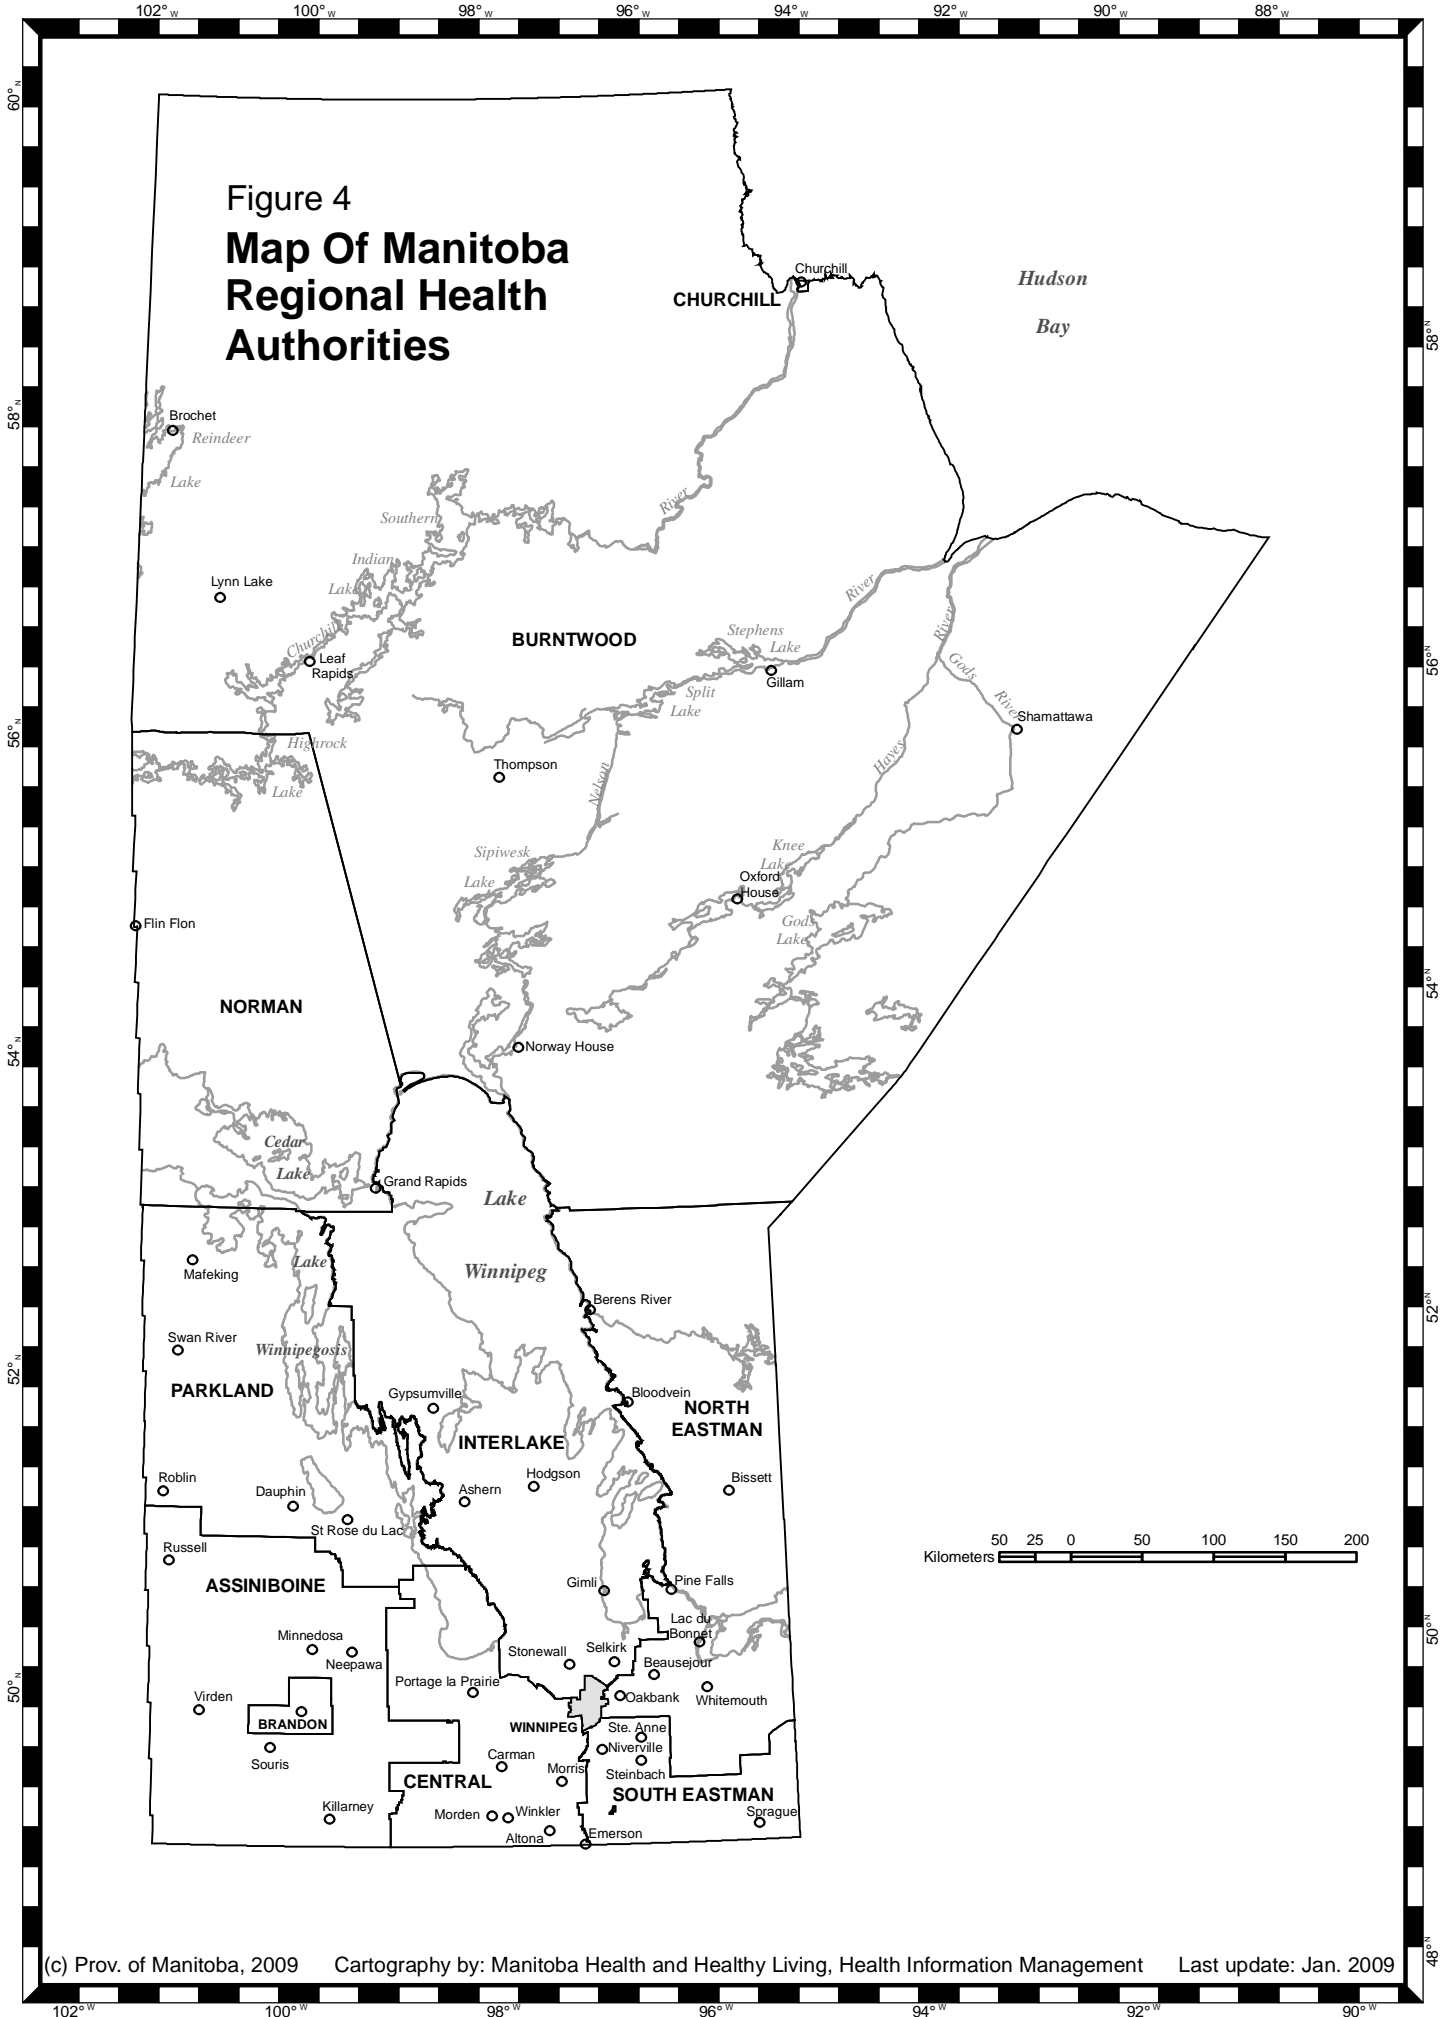 102° W 100° W 98° W 96° W 94° W 92° W 90° W 88° W
60° N
Figure 4
Map Of Manitoba
Regional Health
Authorities
Churchill
CHURCHILL
Hudson
Bay
58° N
58° N
Brochet
Reindeer
Lake
River
Southern
Indian
Lake
Churchill
Lynn Lake
Leaf
Rapids
BURNTWOOD
River
River
Stephens
Lake
Gillam
Split
Lake
Gods
River
Shamattawa
56° N
56° N
Highrock
Lake
Thompson
Nelson
Hayes
Sipiwesk
Lake
Knee
Lake
Oxford
House
Flin Flon
Gods
Lake
NORMAN
54° N
54° N
Norway House
Cedar
Lake
Grand Rapids
Lake
Winnipeg
Lake
Mafeking
Berens River
52° N
52° N
Swan River
Winnipegosis
PARKLAND
Gypsumville
Bloodvein
NORTH
EASTMAN
INTERLAKE
Roblin
Dauphin
Ashern
Hodgson
Bissett
St Rose du Lac
Russell
50 25 0 50 100 150 200
Kilometers
ASSINIBOINE
Gimli
Pine Falls
Lac du
Bonnet
50° N
50° N
Minnedosa
Neepawa
Stonewall
Selkirk
Beausejour
Portage la Prairie
Virden
Oakbank
Whitemouth
BRANDON
WINNIPEG
Ste. Anne
Niverville
Souris
Carman
Steinbach
Morris
CENTRAL
SOUTH EASTMAN
Killarney
Morden
Winkler
Sprague
Altona
Emerson
48° N
(c) Prov. of Manitoba, 2009 Cartography by: Manitoba Health and Healthy Living, Health Information Management Last update: Jan. 2009
102° W 100° W 98° W 96° W 94° W 92° W 90° W